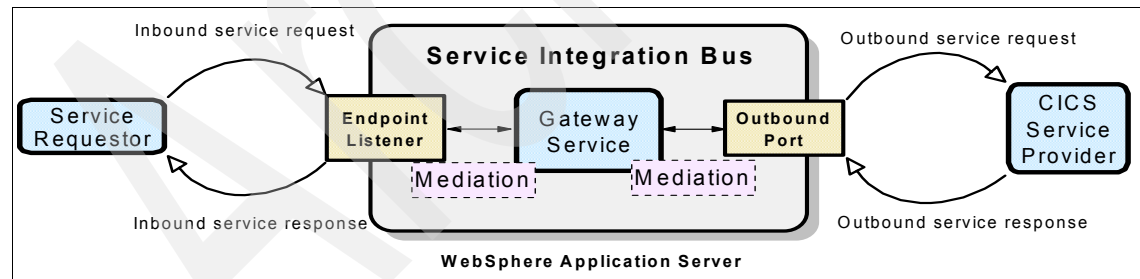 Inbound service request
Service Integration Bus
Outbound service request
Service
Requestor
Endpoint
Listener
Gateway
Service
Outbound
Port
CICS
Service
Provider
Mediation
Mediation
Inbound service response
Outbound service response
WebSphere Application Server